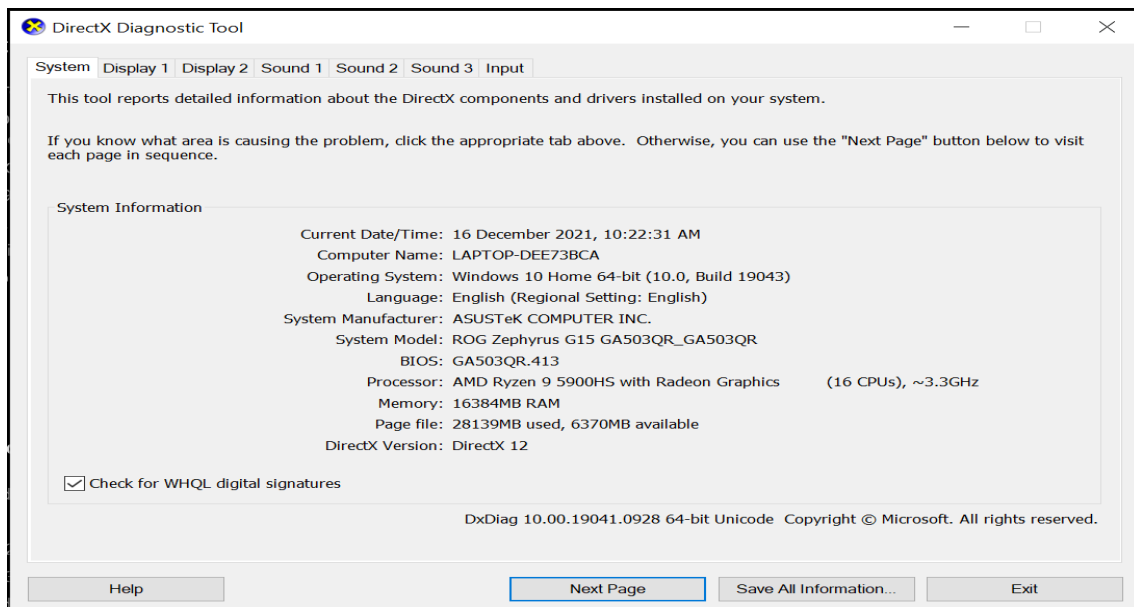 DirectX Diagnostic Tool
System Display 1 Display 2 Sound 1 Sound 2 Sound 3 Input
This tool reports detailed information about the DirectX components and drivers installed on your system.
If you know what area is causing the problem, click the appropriate tab above. Otherwise, you can use the "Next Page" button below to visit
each page in sequence.
System Information
Current Date/Time: 16 December 2021, 10:22:31 AM
Computer Name: LAPTOP-DEE73BCA
Operating System: Windows 10 Home 64-bit (10.0, Build 19043)
Language: English (Regional Setting: English)
System Manufacturer: ASUSTeK COMPUTER INC.
System Model: ROG Zephyrus G15 GA503QR_GA503QR
BIOS: GA503QR.413
Processor: AMD Ryzen 9 5900HS with Radeon Graphics (16 CPUs), ~3.3GHz
Memory: 16384MB RAM
Page file: 28139MB used, 6370MB available
DirectX Version: DirectX 12
Check for WHQL digital signatures
DxDiag 10.00.19041.0928 64-bit Unicode Copyright © Microsoft. All rights reserved.
Help Next Page Save All Information... Exit